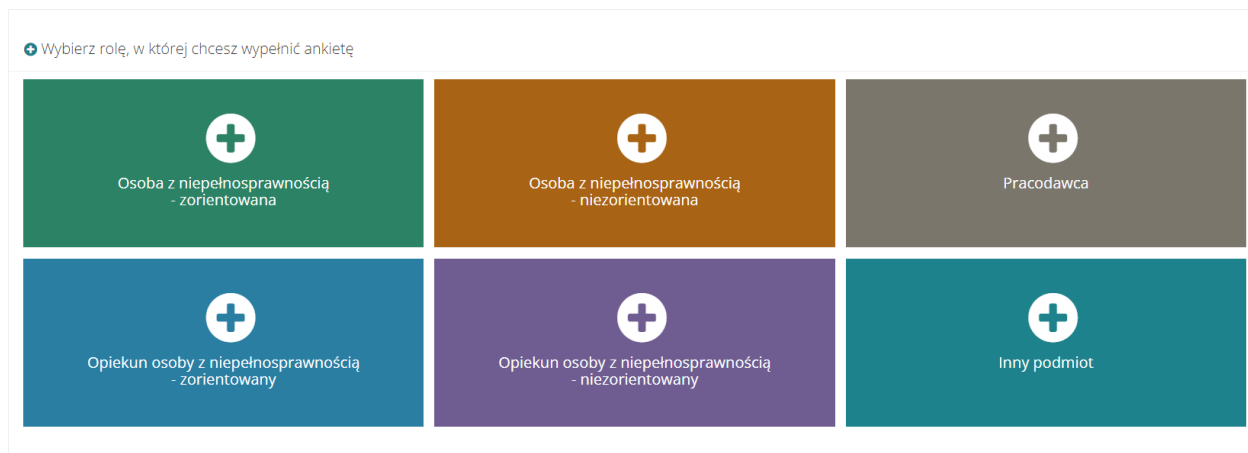 Wybierz rolę, w której chcesz wypełnić ankietę
Osoba z niepełnosprawnością
- zorientowana
Osoba z niepełnosprawnością
- niezorientowana
Pracodawca
Opiekun osoby z niepełnosprawnością
- zorientowany
Opiekun osoby z niepełnosprawnością
- niezorientowany
Inny podmiot